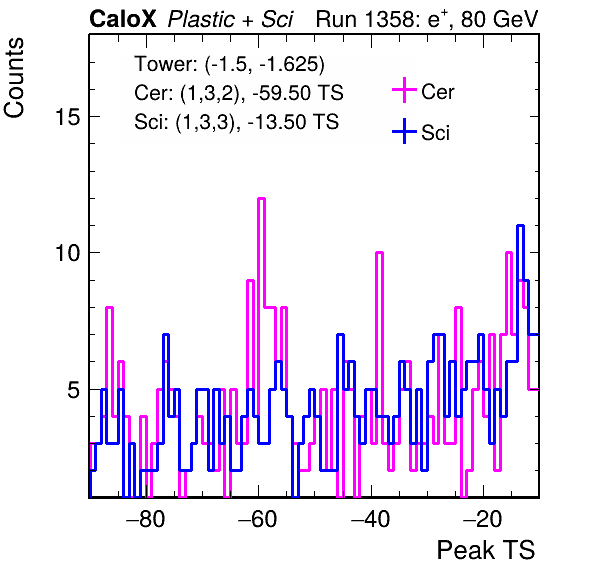 CaloX Plastic + Sci Run 1358: e⁺, 80 GeV
Counts
Tower: (-1.5, -1.625)
Cer: (1,3,2), -59.50 TS
Sci: (1,3,3), -13.50 TS
Cer
Sci
15
10
5
−80 −60 −40 −20
Peak TS